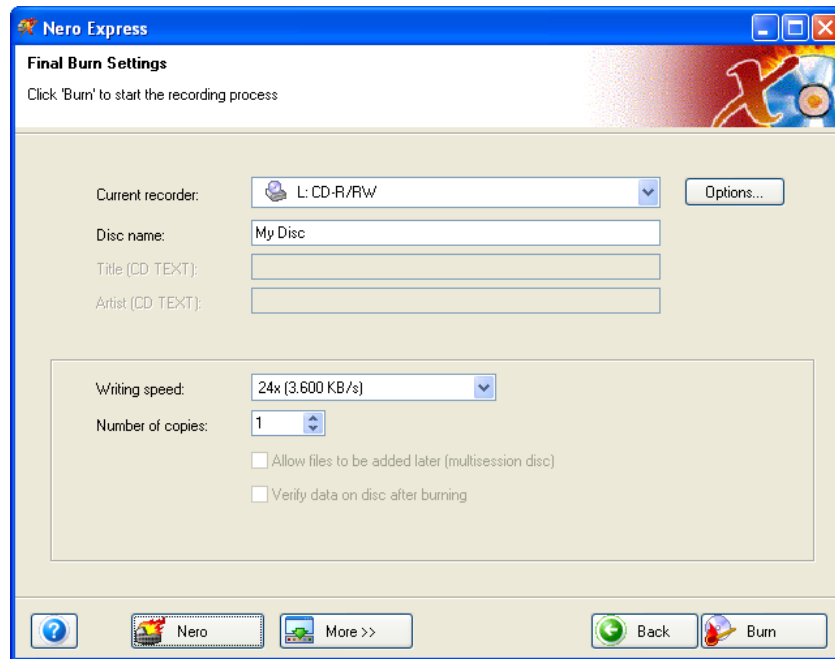 Nero Express
Final Burn Settings
Click 'Burn' to start the recording process
Current recorder: L: CD-R/RW Options...
Disc name: My Disc
Title (CD TEXT):
Artist (CD TEXT):
Writing speed: 24x (3.600 KB/s)
Number of copies: 1
Allow files to be added later (multisession disc)
Verify data on disc after burning
? Nero More >> Back Burn